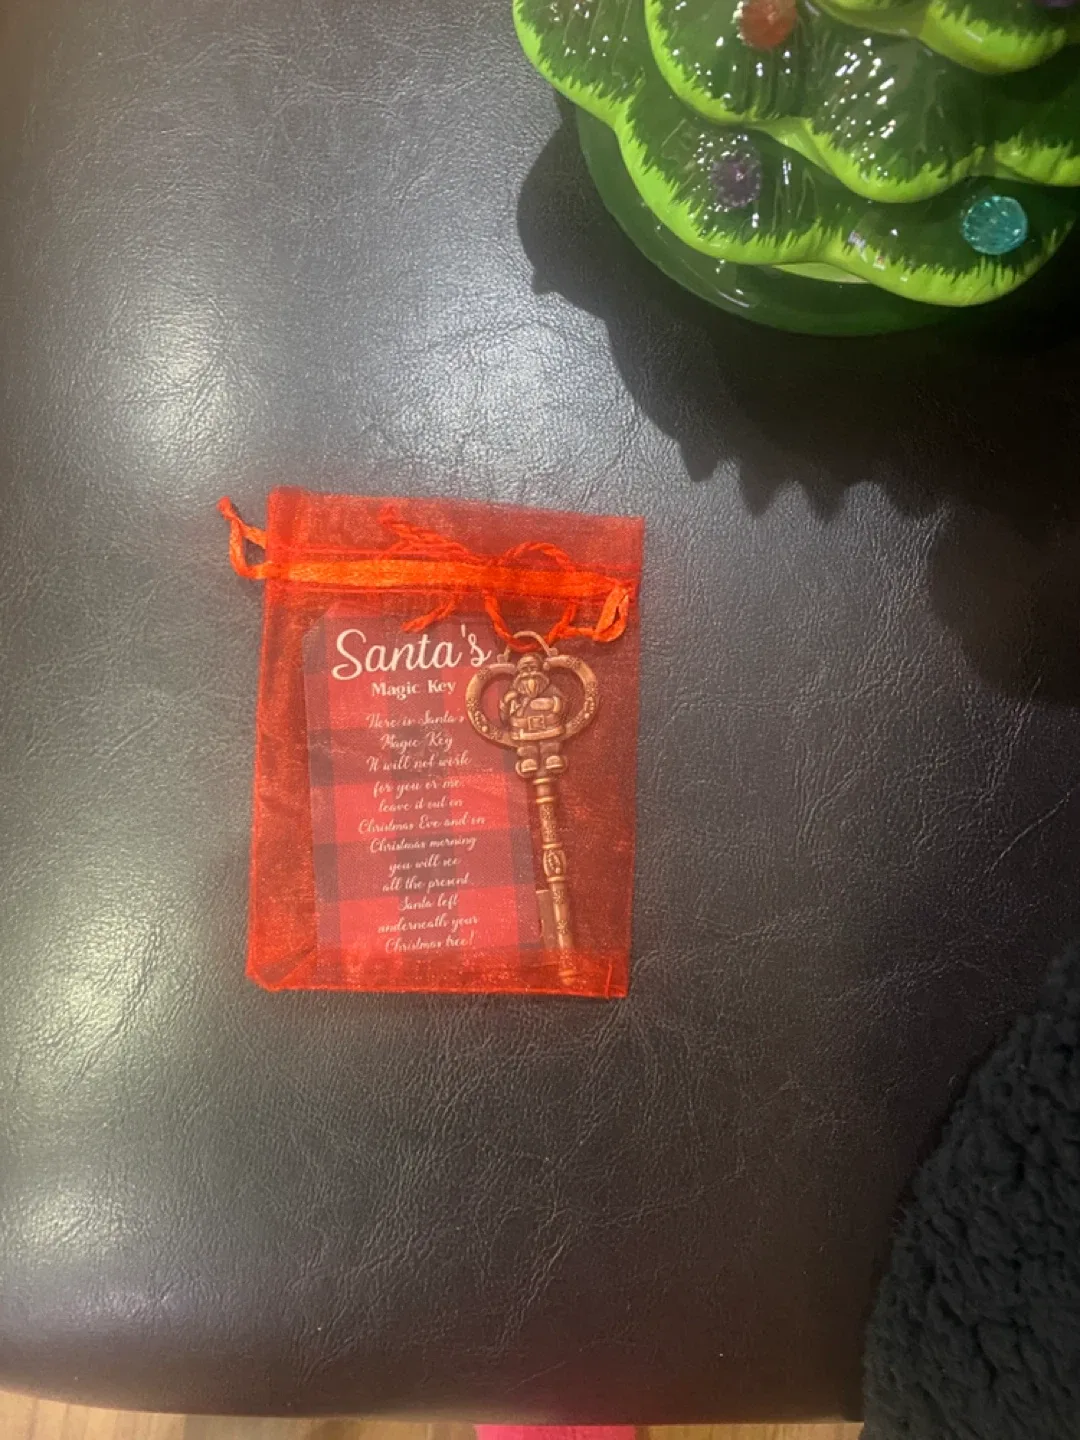 Santa's
Magic Key
Here is Santa's
Magic Key
It will not work
for you or me,
leave it out on
Christmas Eve and on
Christmas morning
you will see
all the present
Santa left
underneath your
Christmas tree!